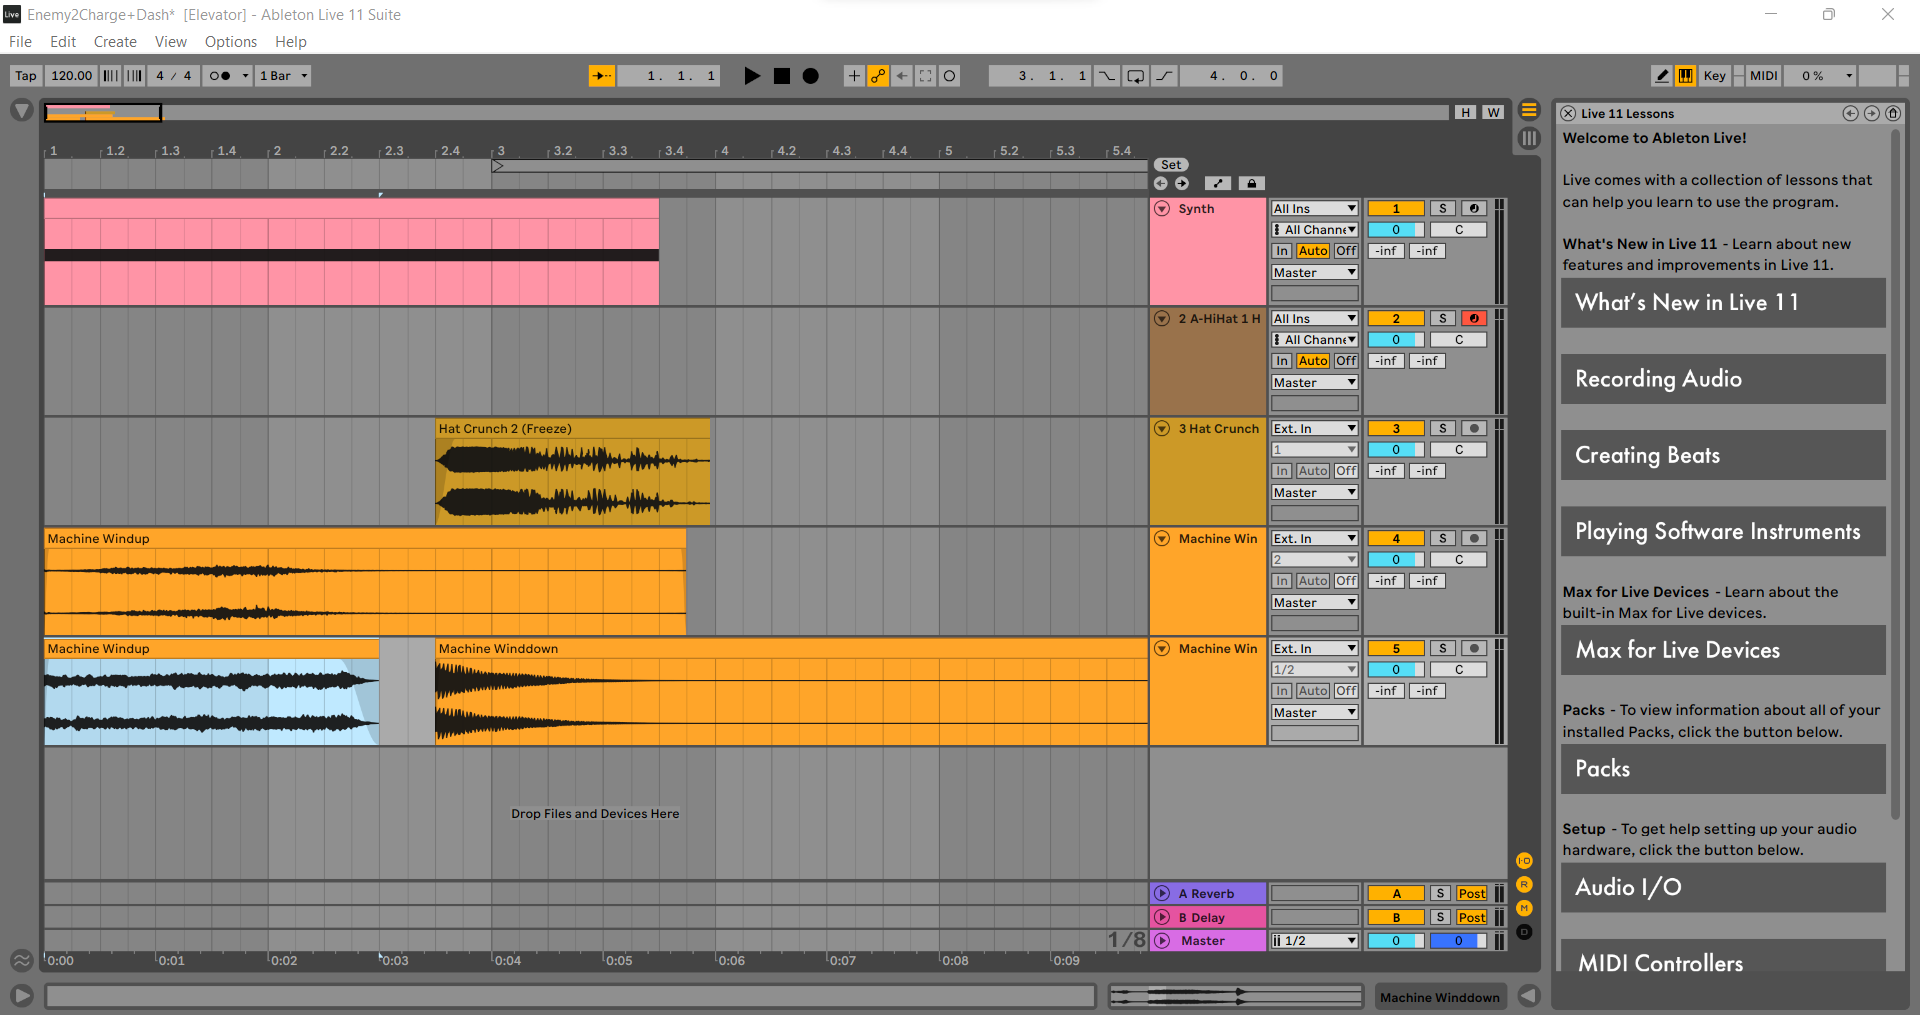 Live Enemy2Charge+Dash* [Elevator] - Ableton Live 11 Suite
File Edit Create View Options Help
Tap 120.00 4 / 4 1 Bar 1. 1. 1 3. 1. 1 4. 0. 0 Key MIDI 0 %
H W
1 1.2 1.3 1.4 2 2.2 2.3 2.4 3 3.2 3.3 3.4 4 4.2 4.3 4.4 5 5.2 5.3 5.4
Set
Synth All Ins 1 S
All Channe 0 C
In Auto Off -inf -inf
Master
2 A-HiHat 1 H All Ins 2 S
All Channe 0 C
In Auto Off -inf -inf
Master
Hat Crunch 2 (Freeze) 3 Hat Crunch Ext. In 3 S
1 0 C
In Auto Off -inf -inf
Master
Machine Windup Machine Win Ext. In 4 S
2 0 C
In Auto Off -inf -inf
Master
Machine Windup Machine Winddown Machine Win Ext. In 5 S
1/2 0 C
In Auto Off -inf -inf
Master
Drop Files and Devices Here
A Reverb A S Post
B Delay B S Post
1/8 Master 1/2 0 0
0:00 0:01 0:02 0:03 0:04 0:05 0:06 0:07 0:08 0:09
I·O
R
M
D
Machine Winddown
Live 11 Lessons
Welcome to Ableton Live!
Live comes with a collection of lessons that
can help you learn to use the program.
What's New in Live 11 - Learn about new
features and improvements in Live 11.
What's New in Live 11
Recording Audio
Creating Beats
Playing Software Instruments
Max for Live Devices - Learn about the
built-in Max for Live devices.
Max for Live Devices
Packs - To view information about all of your
installed Packs, click the button below.
Packs
Setup - To get help setting up your audio
hardware, click the button below.
Audio I/O
MIDI Controllers